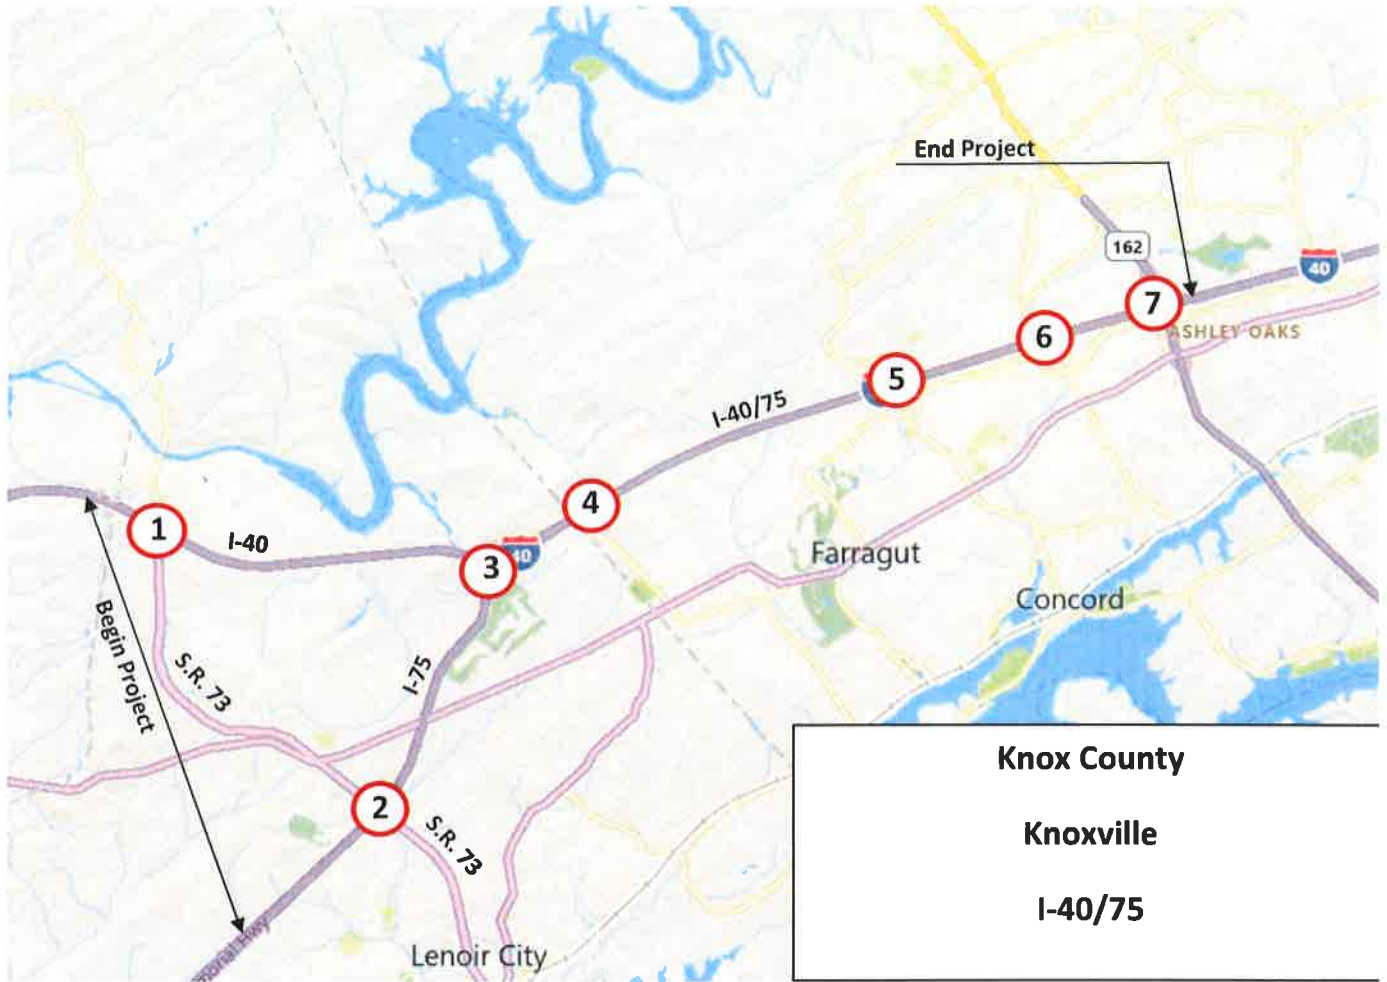 End Project
162
40
7
ASHLEY OAKS
6
5
I-40/75
4
1
I-40
40
3
Farragut
Concord
Begin Project
S.R. 73
I-75
2
S.R. 73
Hwy
Lenoir City
Knox County
Knoxville
I-40/75